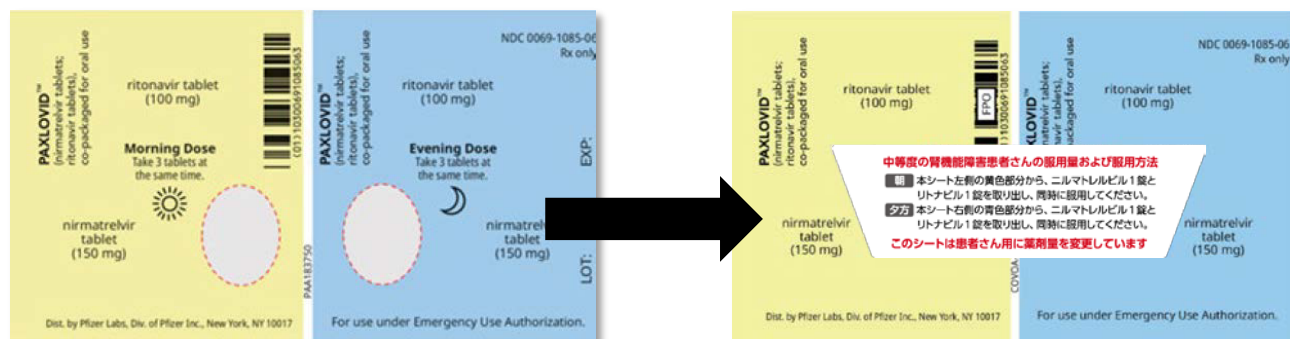 PAXLOVID™
(nirmatrelvir tablets;
ritonavir tablets),
co-packaged for oral use
ritonavir tablet
(100 mg)
(01)10300691085063
Morning Dose
Take 3 tablets at
the same time.
nirmatrelvir
tablet
(150 mg)
PAA183750
Dist. by Pfizer Labs, Div. of Pfizer Inc., New York, NY 10017
PAXLOVID™
(nirmatrelvir tablets;
ritonavir tablets),
co-packaged for oral use
NDC 0069-1085-06
Rx only
ritonavir tablet
(100 mg)
Evening Dose
Take 3 tablets at
the same time.
nirmatrelvir
tablet
(150 mg)
EXP:
LOT:
For use under Emergency Use Authorization.
PAXLOVID™
(nirmatrelvir tablets;
ritonavir tablets),
co-packaged for oral use
ritonavir tablet
(100 mg)
FPO
(01)10300691085063
nirmatrelvir
tablet
(150 mg)
Dist. by Pfizer Labs, Div. of Pfizer Inc., New York, NY 10017
PAXLOVID™
tablets;
tablets),
packaged for oral use
NDC 0069-1085-06
Rx only
ritonavir tablet
(100 mg)
中等度の腎機能障害患者さんの服用量および服用方法
朝 本シート左側の黄色部分から、ニルマトレルビル1錠と
リトナビル1錠を取り出し、同時に服用してください。
夕方 本シート右側の青色部分から、ニルマトレルビル1錠と
リトナビル1錠を取出し、同時に服用してください。
このシートは患者さん用に薬剤量を変更しています
nirmatrelvir
tablet
(150 mg)
For use under Emergency Use Authorization.